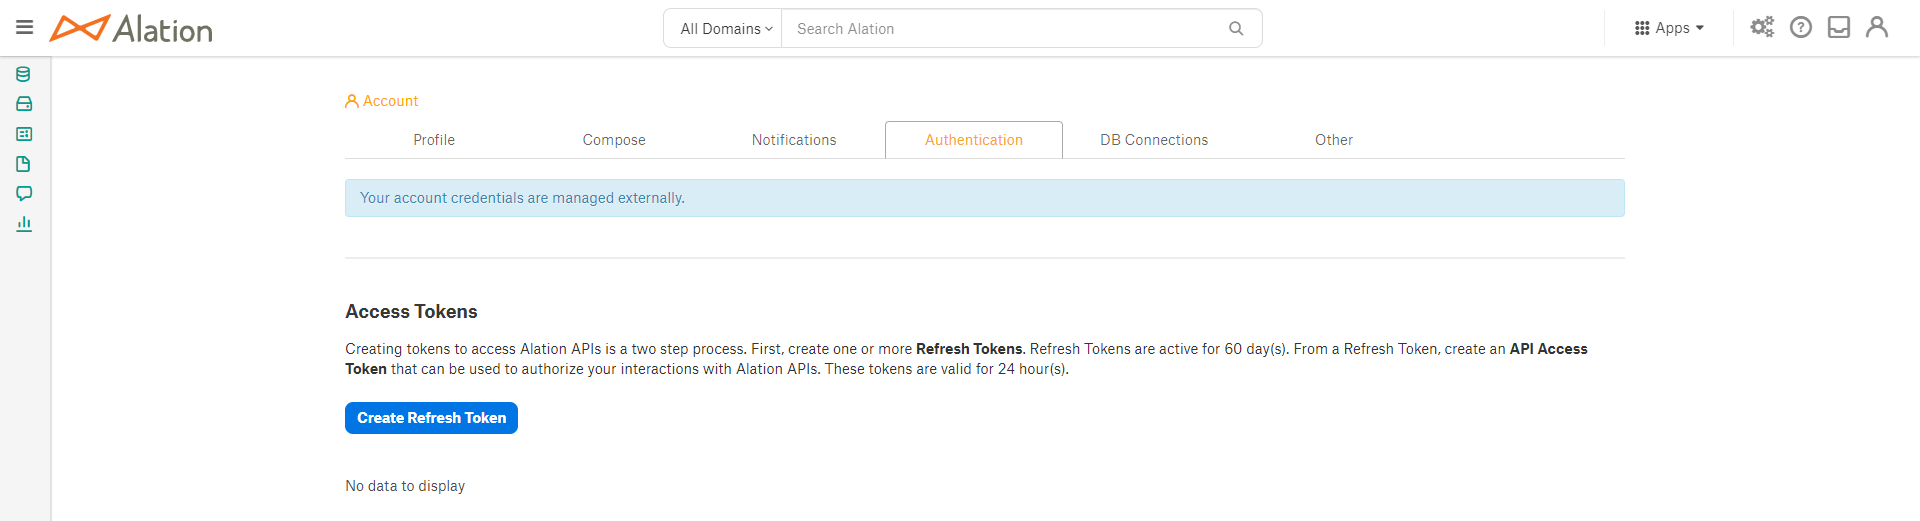 Alation
All Domains
Search Alation
Apps
Account
Profile
Compose
Notifications
Authentication
DB Connections
Other
Your account credentials are managed externally.
Access Tokens
Creating tokens to access Alation APIs is a two step process. First, create one or more Refresh Tokens. Refresh Tokens are active for 60 day(s). From a Refresh Token, create an API Access
Token that can be used to authorize your interactions with Alation APIs. These tokens are valid for 24 hour(s).
Create Refresh Token
No data to display